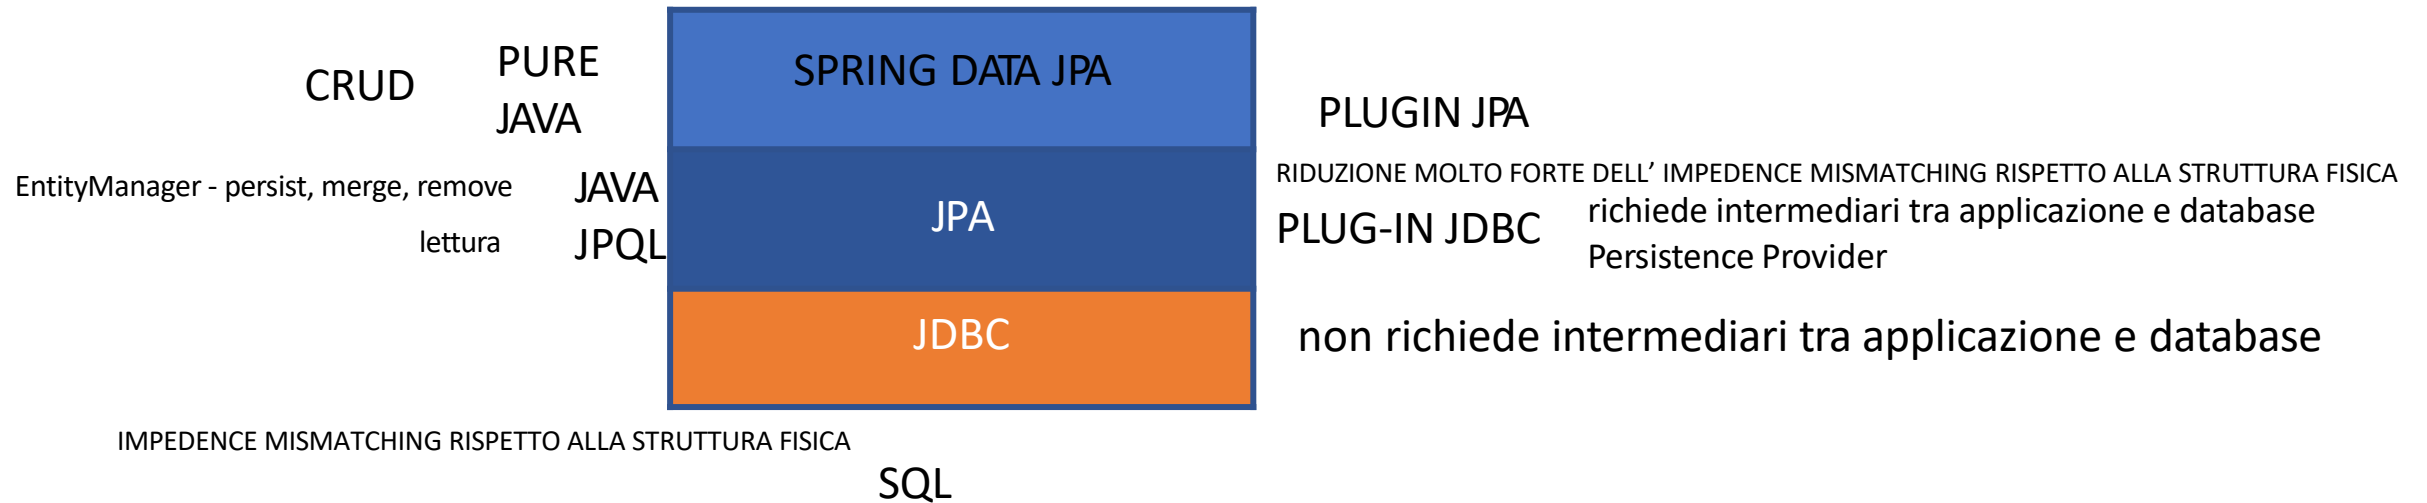 CRUD
PURE
JAVA
SPRING DATA JPA
PLUGIN JPA
EntityManager - persist, merge, remove
lettura
JAVA
JPQL
JPA
RIDUZIONE MOLTO FORTE DELL’ IMPEDENCE MISMATCHING RISPETTO ALLA STRUTTURA FISICA
PLUG-IN JDBC
richiede intermediari tra applicazione e database
Persistence Provider
JDBC
non richiede intermediari tra applicazione e database
IMPEDENCE MISMATCHING RISPETTO ALLA STRUTTURA FISICA
SQL